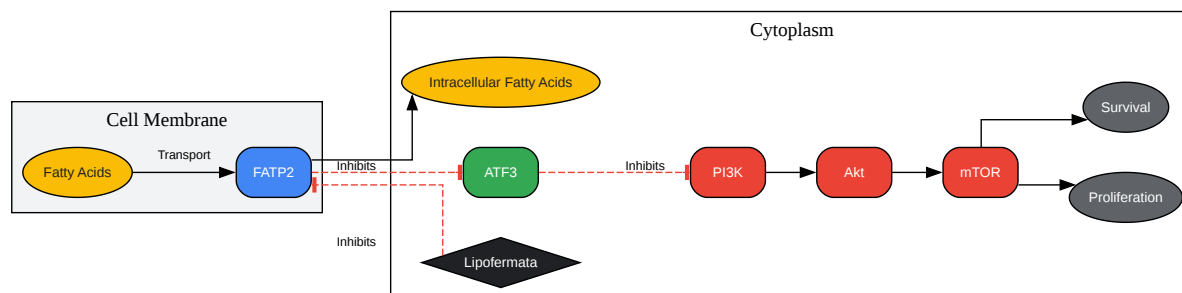 Cytoplasm
Intracellular Fatty Acids
Cell Membrane
Fatty Acids
Transport
FATP2
Inhibits
ATF3
Inhibits
PI3K
Akt
mTOR
Survival
Proliferation
Inhibits
Lipofermata